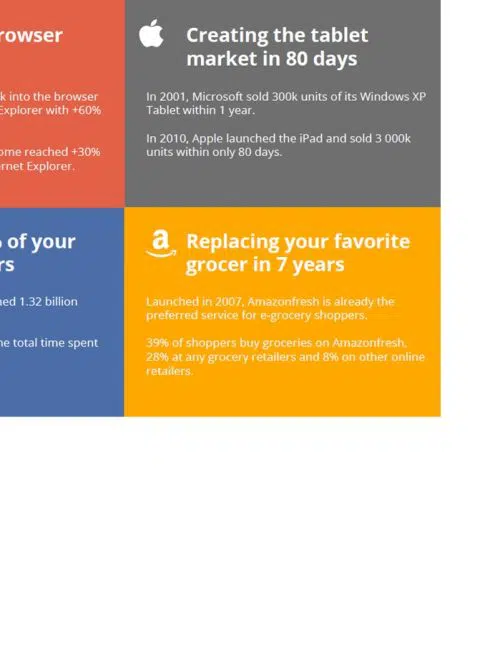 rowser
k into the browser
Explorer with +60%
ome reached +30%
rnet Explorer.
Creating the tablet
market in 80 days
In 2001, Microsoft sold 300k units of its Windows XP
Tablet within 1 year.
In 2010, Apple launched the iPad and sold 3 000k
units within only 80 days.
of your
rs
ned 1.32 billion
ne total time spent
Replacing your favorite
grocer in 7 years
Launched in 2007, Amazonfresh is already the
preferred service for e-grocery shoppers.
39% of shoppers buy groceries on Amazonfresh,
28% at any grocery retailers and 8% on other online
retailers.